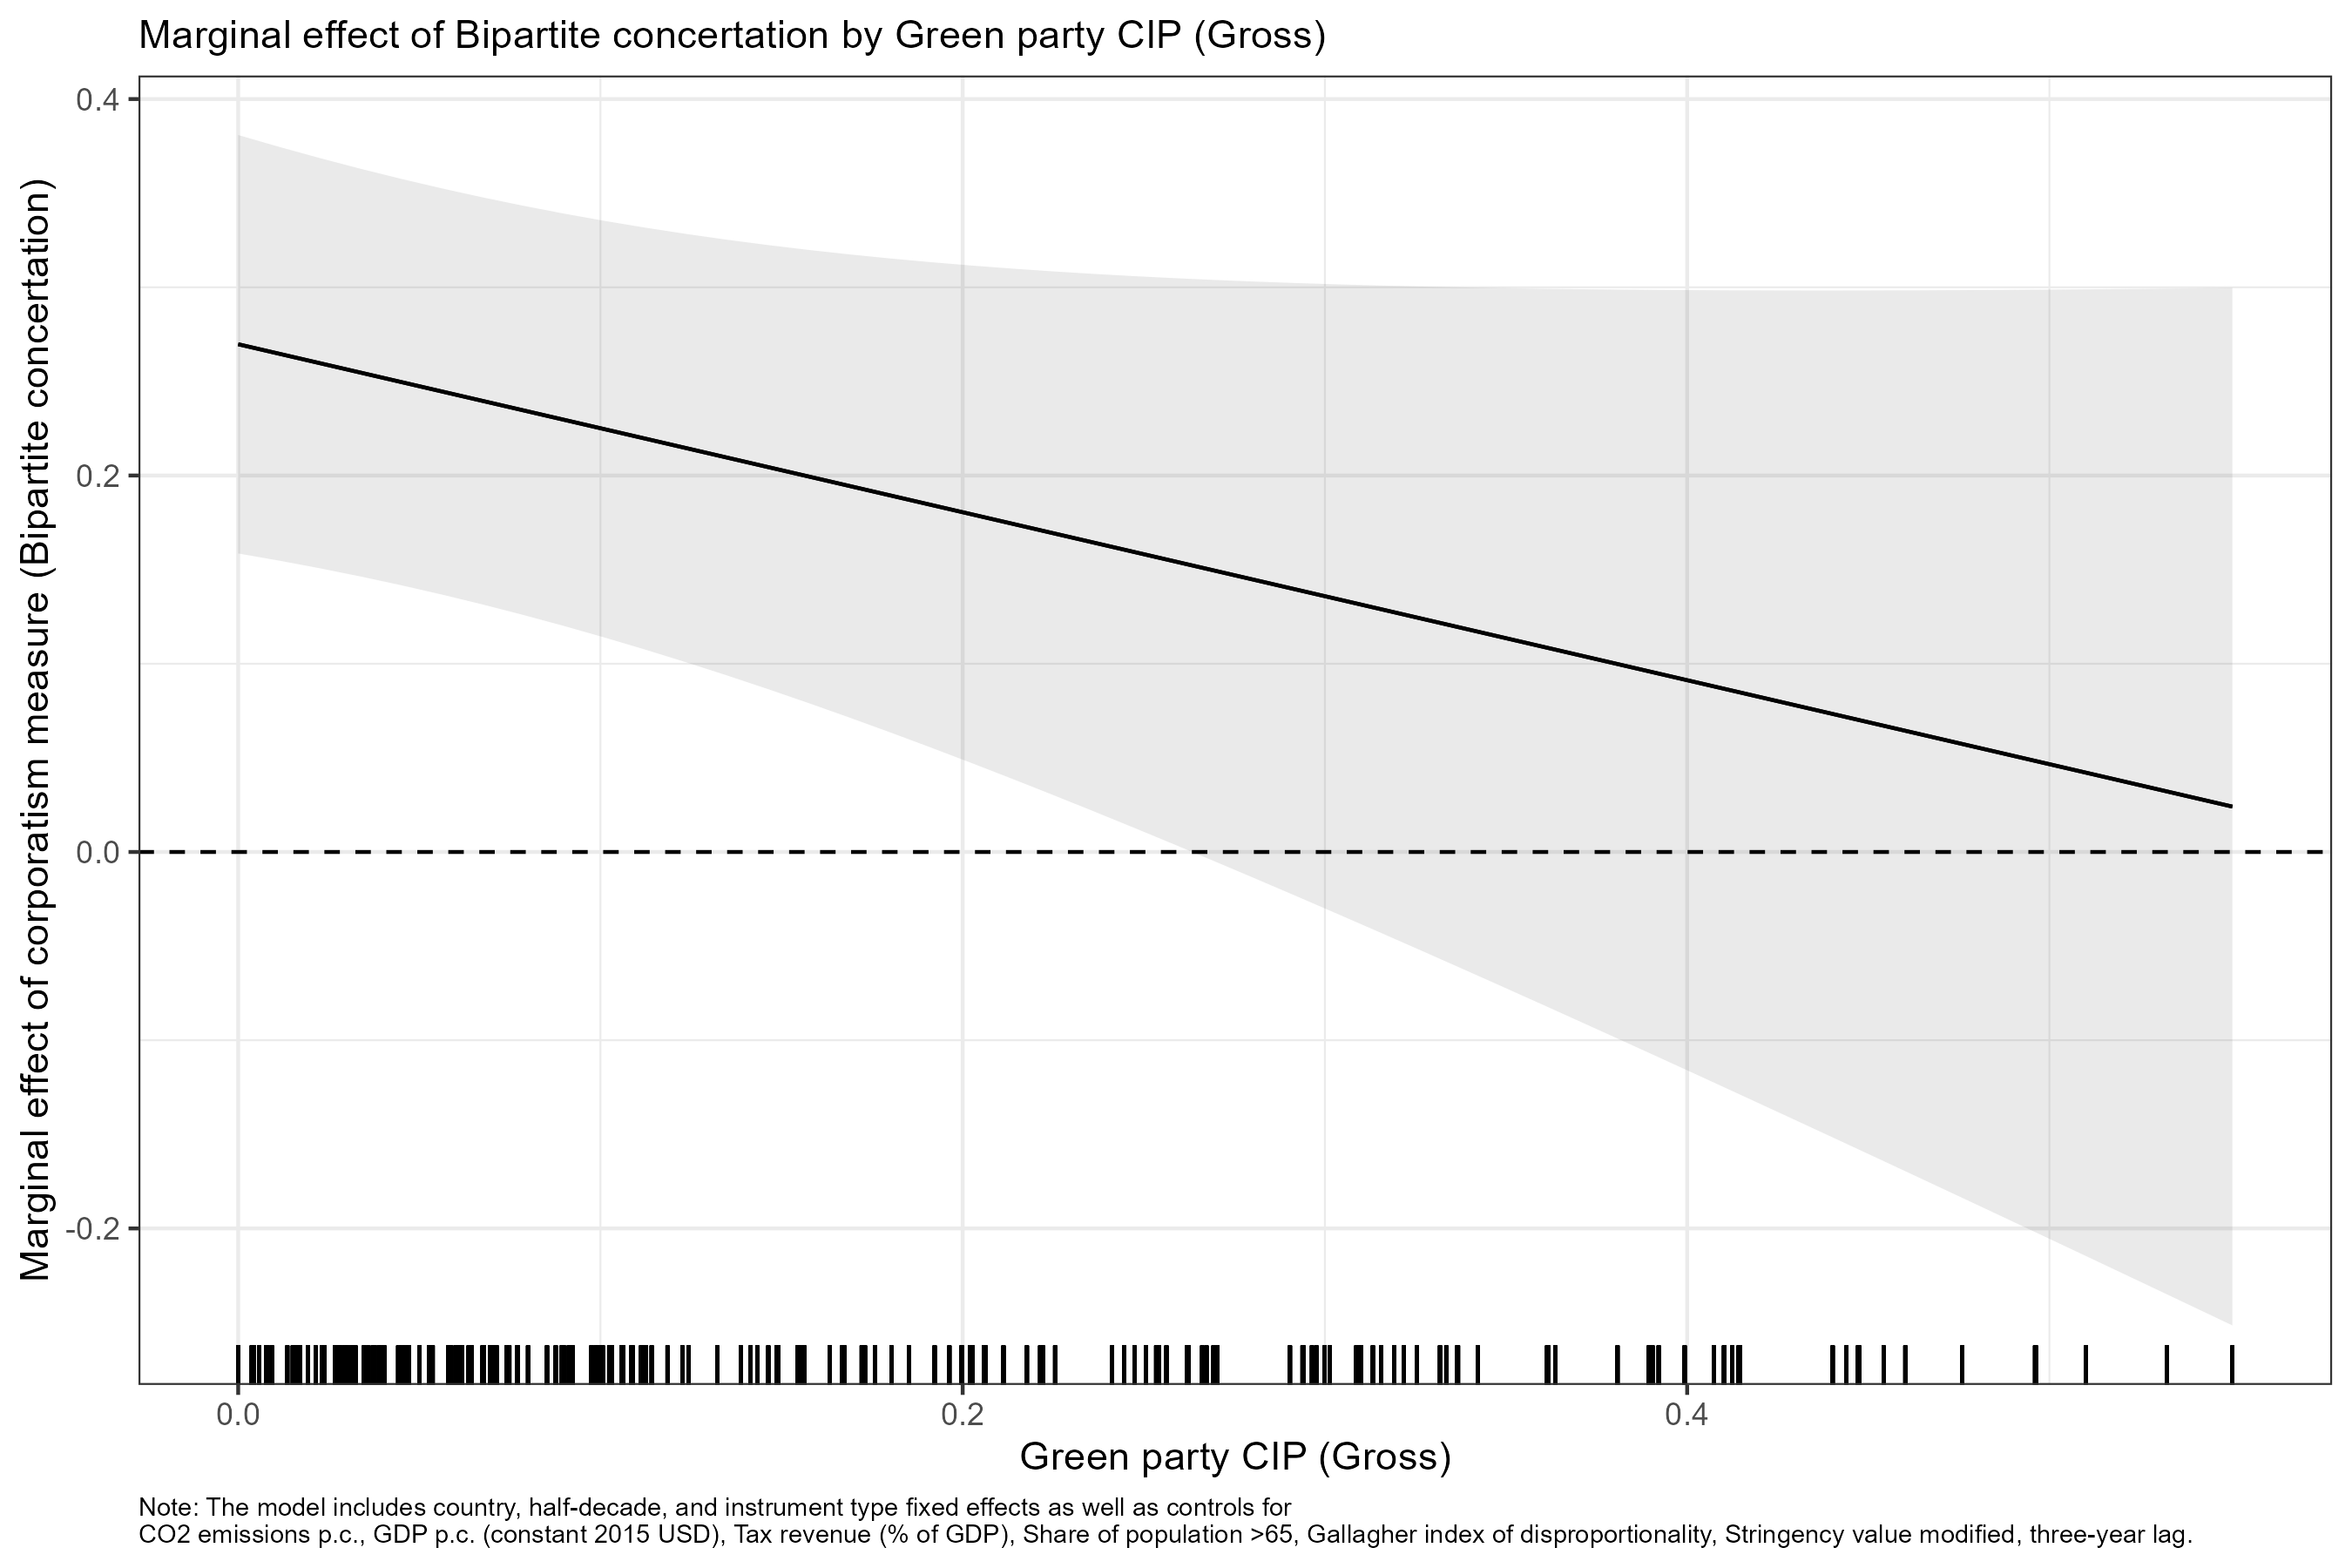 Marginal effect of Bipartite concertation by Green party CIP (Gross)
Marginal effect of corporatism measure (Bipartite concertation)
0.4
0.2
0.0
-0.2
0.0
0.2
0.4
Green party CIP (Gross)
Note: The model includes country, half-decade, and instrument type fixed effects as well as controls for
CO2 emissions p.c., GDP p.c. (constant 2015 USD), Tax revenue (% of GDP), Share of population >65, Gallagher index of disproportionality, Stringency value modified, three-year lag.